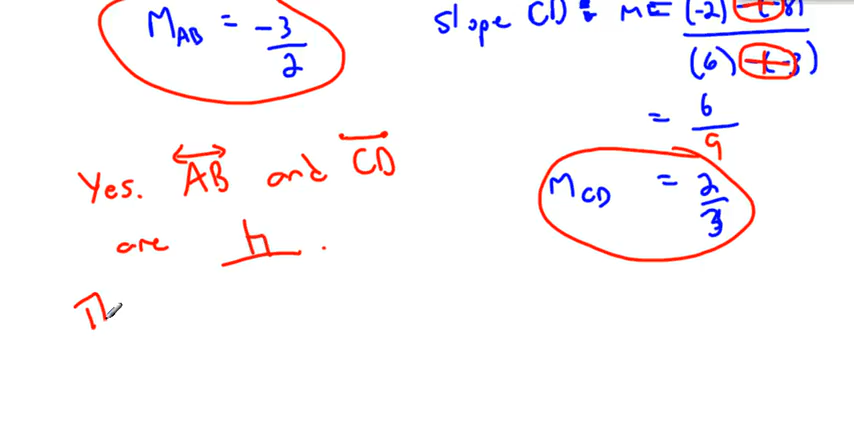 M_AB = -3/2
slope CD: m = (-2) + (-8)
(6) + (-3)
= 6/9
M_CD = 2/3
Yes. AB and CD
are ⊥.